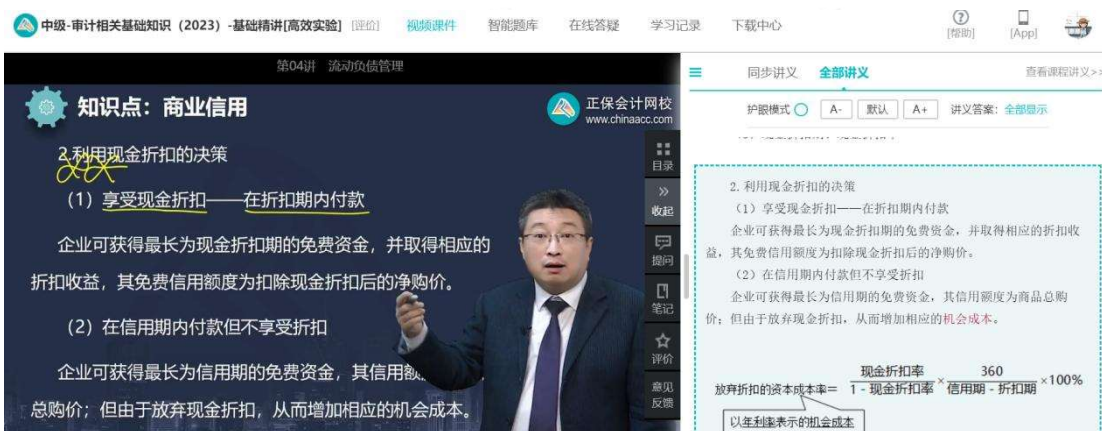 中级-审计相关基础知识（2023）-基础精讲[高效实验] [评价] 视频课件 智能题库 在线答疑 学习记录 下载中心 [帮助] [App]
第04讲 流动负债管理
知识点：商业信用
正保会计网校
www.chinaacc.com
2.利用现金折扣的决策
（1）享受现金折扣——在折扣期内付款
企业可获得最长为现金折扣期的免费资金，并取得相应的
折扣收益，其免费信用额度为扣除现金折扣后的净购价。
（2）在信用期内付款但不享受折扣
企业可获得最长为信用期的免费资金，其信用额
总购价；但由于放弃现金折扣，从而增加相应的机会成本。
目录
收起
提问
笔记
评价
意见
反馈
同步讲义 全部讲义 查看课程讲义>>
护眼模式 A- 默认 A+ 讲义答案：全部显示
2. 利用现金折扣的决策
（1）享受现金折扣——在折扣期内付款
企业可获得最长为现金折扣期的免费资金，并取得相应的折扣收
益，其免费信用额度为扣除现金折扣后的净购价。
（2）在信用期内付款但不享受折扣
企业可获得最长为信用期的免费资金，其信用额度为商品总购
价；但由于放弃现金折扣，从而增加相应的机会成本。
现金折扣率 360
放弃折扣的资本成本率= × ×100%
1 - 现金折扣率 信用期 - 折扣期
以年利率表示的机会成本